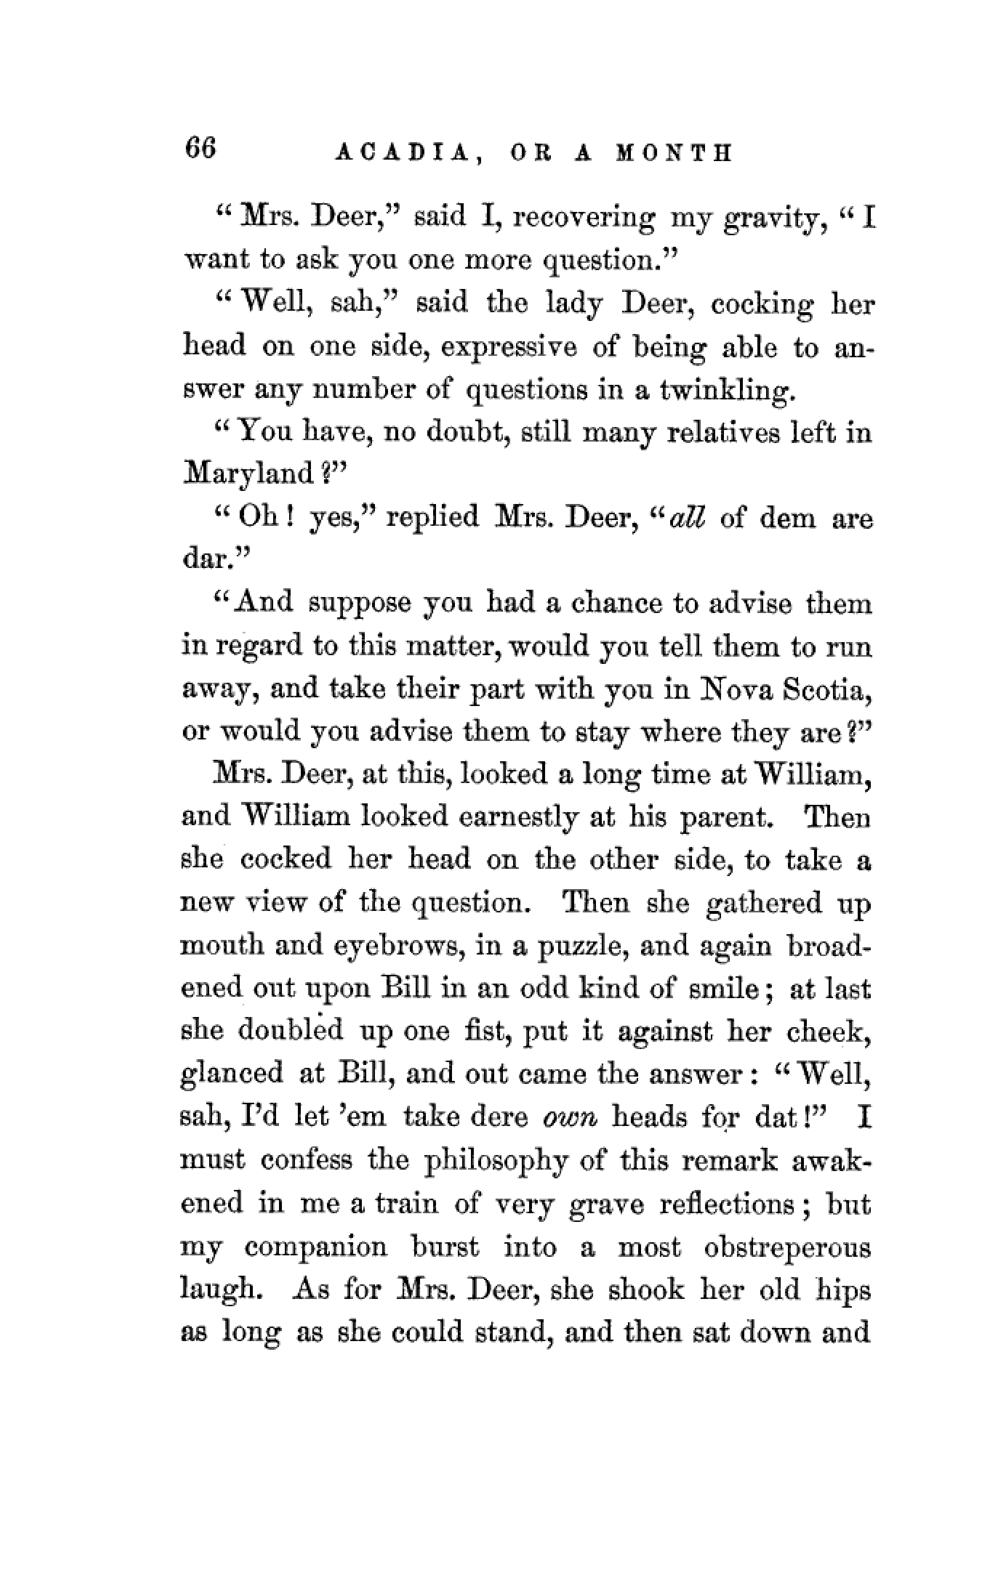 66 ACADIA, OR A MONTH
“Mrs. Deer,” said I, recovering my gravity, “I
want to ask you one more question.”
“Well, sah,” said the lady Deer, cocking her
head on one side, expressive of being able to an-
swer any number of questions in a twinkling.
“You have, no doubt, still many relatives left in
Maryland?”
“Oh! yes,” replied Mrs. Deer, “all of dem are
dar.”
“And suppose you had a chance to advise them
in regard to this matter, would you tell them to run
away, and take their part with you in Nova Scotia,
or would you advise them to stay where they are?”
Mrs. Deer, at this, looked a long time at William,
and William looked earnestly at his parent. Then
she cocked her head on the other side, to take a
new view of the question. Then she gathered up
mouth and eyebrows, in a puzzle, and again broad-
ened out upon Bill in an odd kind of smile; at last
she doubled up one fist, put it against her cheek,
glanced at Bill, and out came the answer: “Well,
sah, I’d let ’em take dere own heads for dat!” I
must confess the philosophy of this remark awak-
ened in me a train of very grave reflections; but
my companion burst into a most obstreperous
laugh. As for Mrs. Deer, she shook her old hips
as long as she could stand, and then sat down and